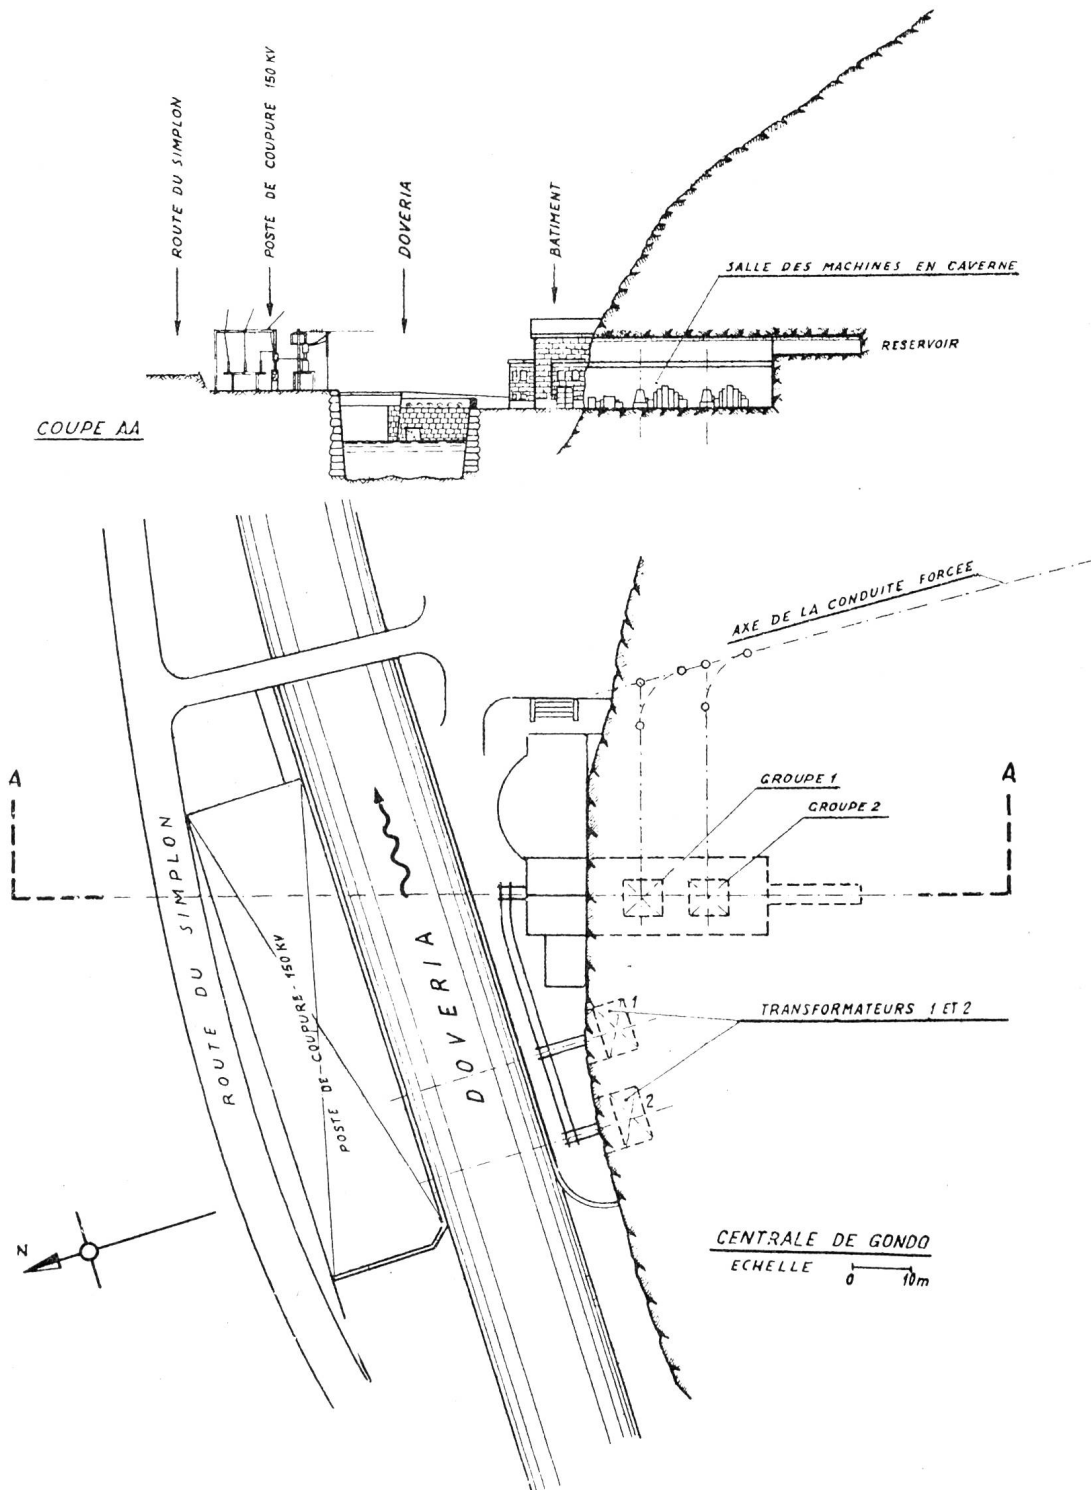 ROUTE DU SIMPLON
POSTE DE COUPURE 150 KV
DOVERIA
BATIMENT
SALLE DES MACHINES EN CAVERNE
RESERVOIR
COUPE AA
AXE DE LA CONDUITE FORCEE
A
A
GROUPE 1
GROUPE 2
ROUTE DU SIMPLON
POSTE DE COUPURE - 150 KV
DOVERIA
1
TRANSFORMATEURS 1 ET 2
2
N
CENTRALE DE GONDO
ECHELLE
0 10m